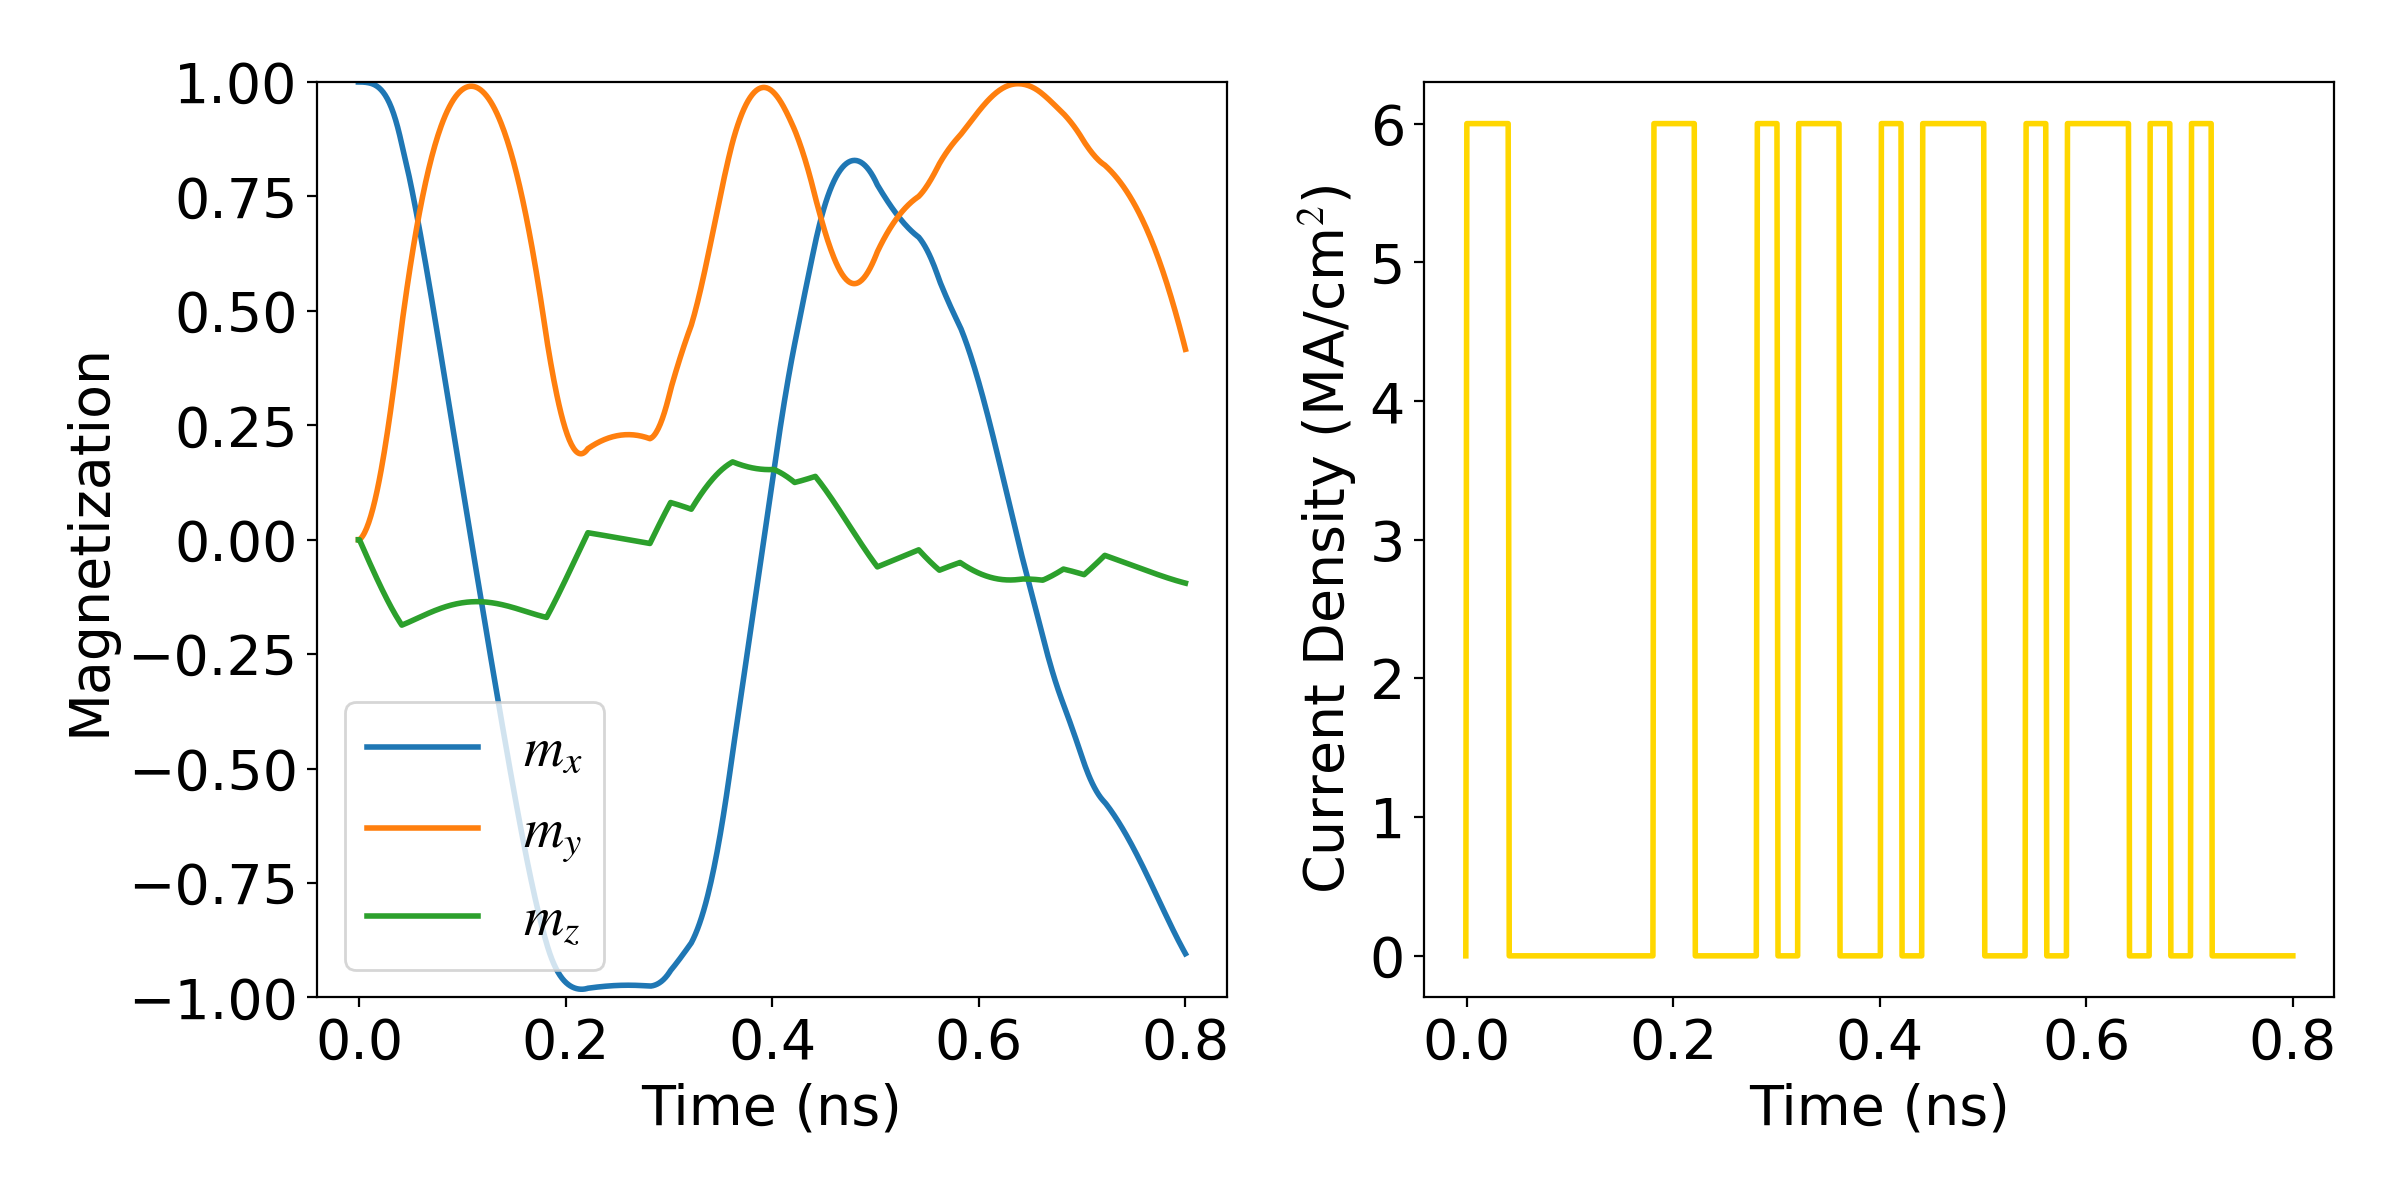 Magnetization
1.00
0.75
0.50
0.25
0.00
−0.25
−0.50
−0.75
−1.00
0.0 0.2 0.4 0.6 0.8
Time (ns)
mₓ
m_y
m_z
Current Density (MA/cm²)
6
5
4
3
2
1
0
0.0 0.2 0.4 0.6 0.8
Time (ns)